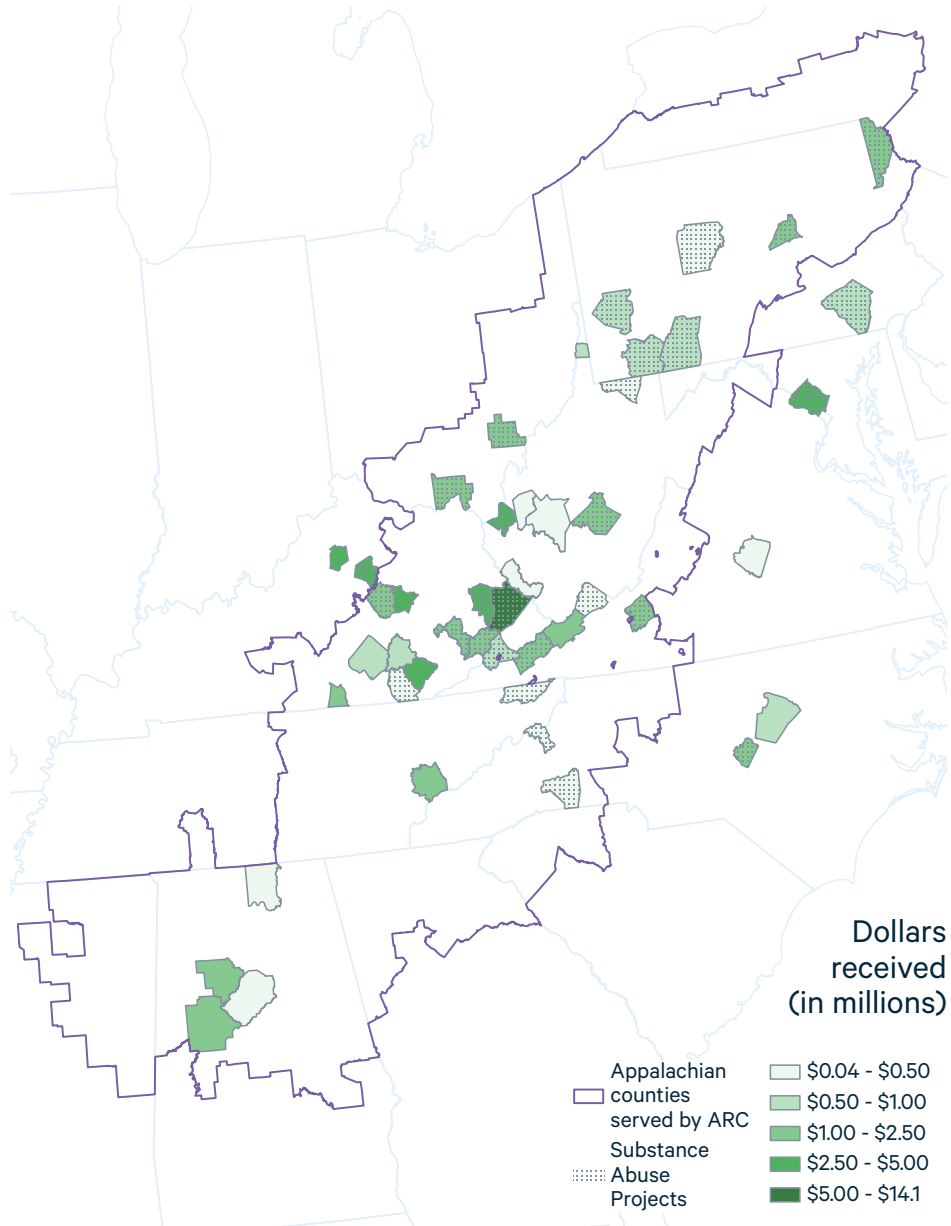 Dollars
received
(in millions)
Appalachian
counties
served by ARC
Substance
Abuse
Projects
$0.04 - $0.50
$0.50 - $1.00
$1.00 - $2.50
$2.50 - $5.00
$5.00 - $14.1